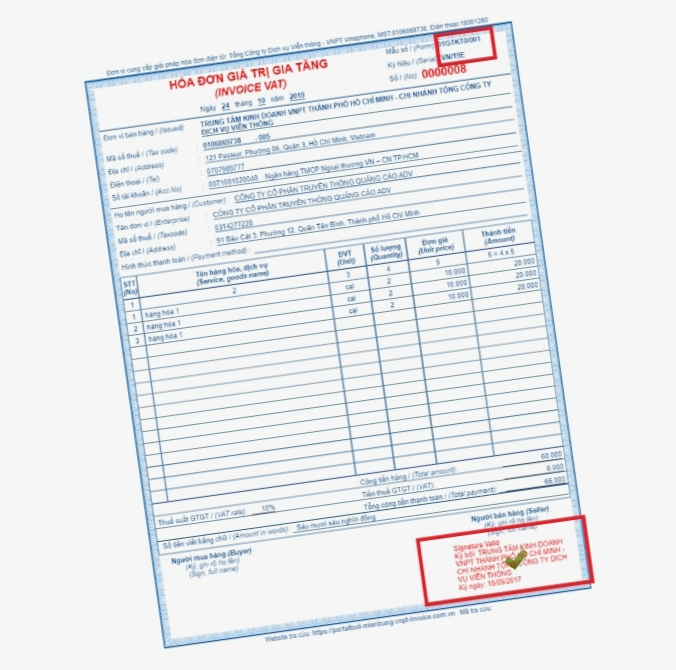 Đơn vị cung cấp giải pháp hóa đơn điện tử: Tổng Công ty Dịch Vụ Viễn thông - VNPT Vinaphone, MST:0106869738, Điện thoại:18001260
HÓA ĐƠN GIÁ TRỊ GIA TĂNG
(INVOICE VAT)
Ngày 24 tháng 10 năm 2019
Mẫu số / (Form) 01GTKT0/001
Ký hiệu / (Serial) VN/19E
Số / (No) 0000008
Đơn vị bán hàng / (Issued) : TRUNG TÂM KINH DOANH VNPT THÀNH PHỐ HỒ CHÍ MINH - CHI NHÁNH TỔNG CÔNG TY
DỊCH VỤ VIỄN THÔNG
Mã số thuế / (Tax code) : 0106869738 -005
Địa chỉ / (Address) : 121 Pasteur, Phường 06, Quận 3, Hồ Chí Minh, Vietnam
Điện thoại / (Tel) :
Số tài khoản / (Acc.No) : Ngân hàng TMCP Ngoại thương VN – CN TP.HCM
Họ tên người mua hàng / (Customer) : CÔNG TY CỔ PHẦN TRUYỀN THÔNG QUẢNG CÁO ADV
Tên đơn vị / (Enterprise) : CÔNG TY CỔ PHẦN TRUYỀN THÔNG QUẢNG CÁO ADV
Mã số thuế / (Taxcode) : 0314277228
Địa chỉ / (Address) : 91 Bàu Cát 3, Phường 12, Quận Tân Bình, Thành phố Hồ Chí Minh
Hình thức thanh toán / (Payment method) :
STT (No) Tên hàng hóa, dịch vụ (Service, goods name) ĐVT (Unit) Số lượng (Quantity) Đơn giá (Unit price) Thành tiền (Amount)
1 2 3 4 5 6 = 4 x 5
1 hàng hóa 1 cai 2 10.000 20.000
2 hàng hóa 1 cai 2 10.000 20.000
3 hàng hóa 1 cai 2 10.000 20.000
Cộng tiền hàng / (Total amount): 60.000
Thuế suất GTGT / (VAT rate): 10% Tiền thuế GTGT / (VAT): 6.000
Tổng cộng tiền thanh toán / (Total payment): 66.000
Số tiền viết bằng chữ / (Amount in words): Sáu mươi sáu nghìn đồng
Người mua hàng (Buyer)
(Ký, ghi rõ họ tên)
(Sign, full name)
Người bán hàng (Seller)
(Ký, ghi rõ họ tên)
(Sign, full name)
Signature Valid
Ký bởi: TRUNG TÂM KINH DOANH
VNPT THÀNH PHỐ HỒ CHÍ MINH -
CHI NHÁNH TỔNG CÔNG TY DỊCH
VỤ VIỄN THÔNG
Ký ngày: 15/09/2017
Website tra cứu: https://portaltool-mientrung.vnpt-invoice.com.vn Mã tra cứu: